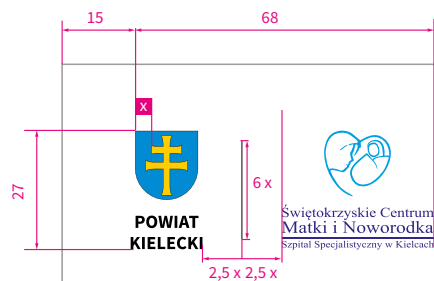 15
68
x
27
6 x
POWIAT
KIELECKI
Świętokrzyskie Centrum
Matki i Noworodka
Szpital Specjalistyczny w Kielcach
2,5 x 2,5 x